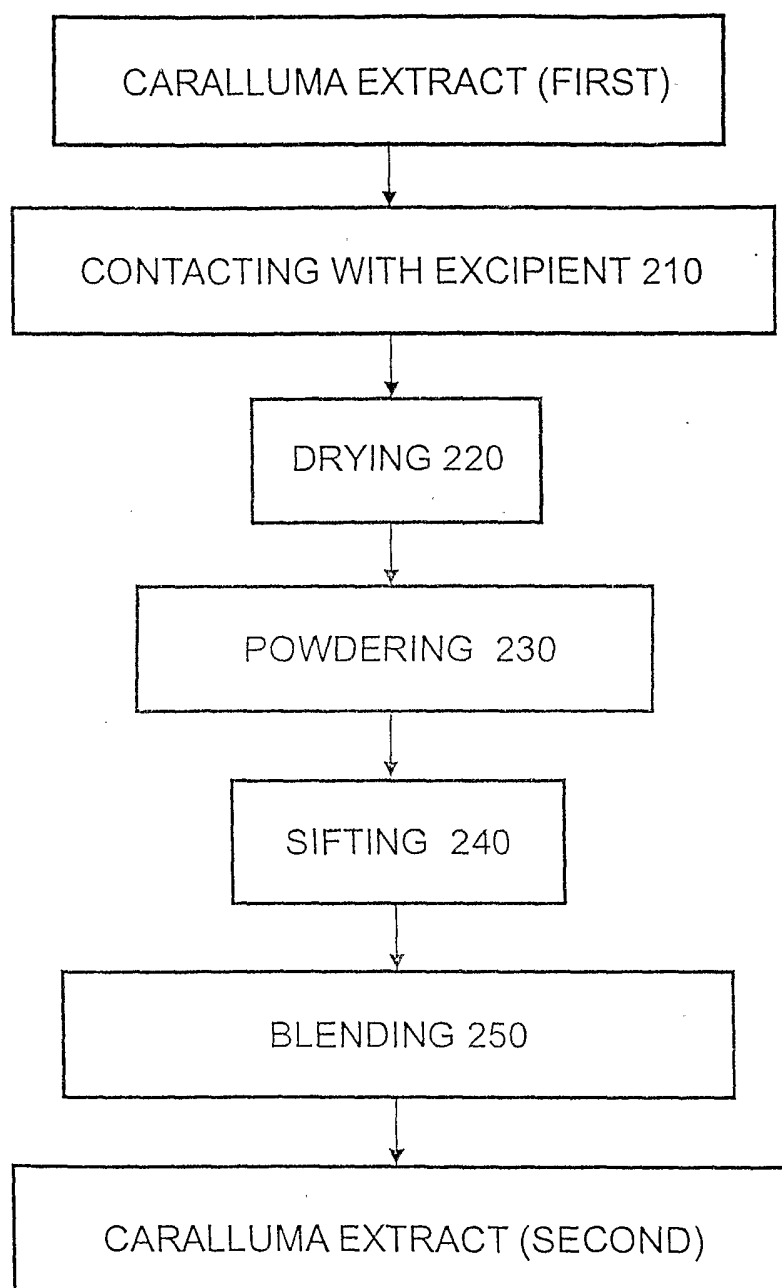 CARALLUMA EXTRACT (FIRST)
CONTACTING WITH EXCIPIENT 210
DRYING 220
POWDERING 230
SIFTING 240
BLENDING 250
CARALLUMA EXTRACT (SECOND)